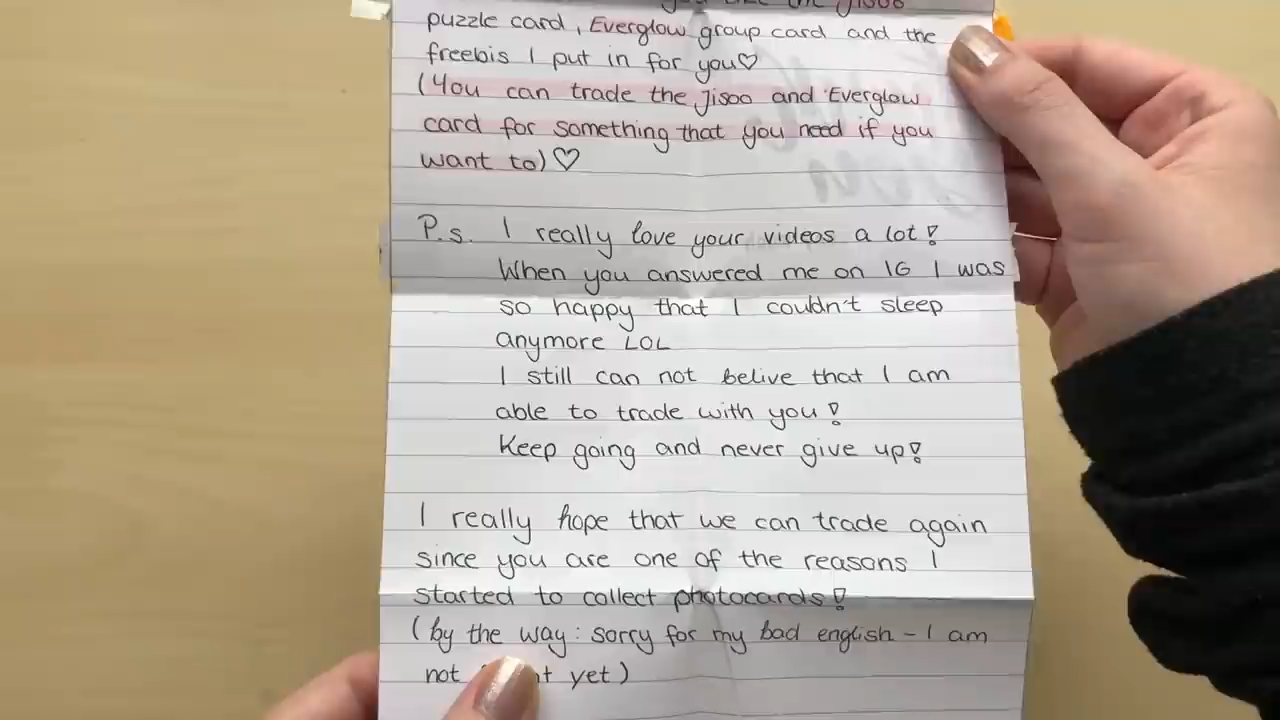 you like the Jisoo
puzzle card, Everglow group card and the
freebis I put in for you♡
(You can trade the Jisoo and Everglow
card for something that you need if you
want to)♡
P.s. I really love your videos a lot!
When you answered me on IG I was
so happy that I couldn't sleep
anymore LOL
I still can not belive that I am
able to trade with you!
Keep going and never give up!
I really hope that we can trade again
since you are one of the reasons I
started to collect photocards!
(by the way: sorry for my bad english - I am
not yet)